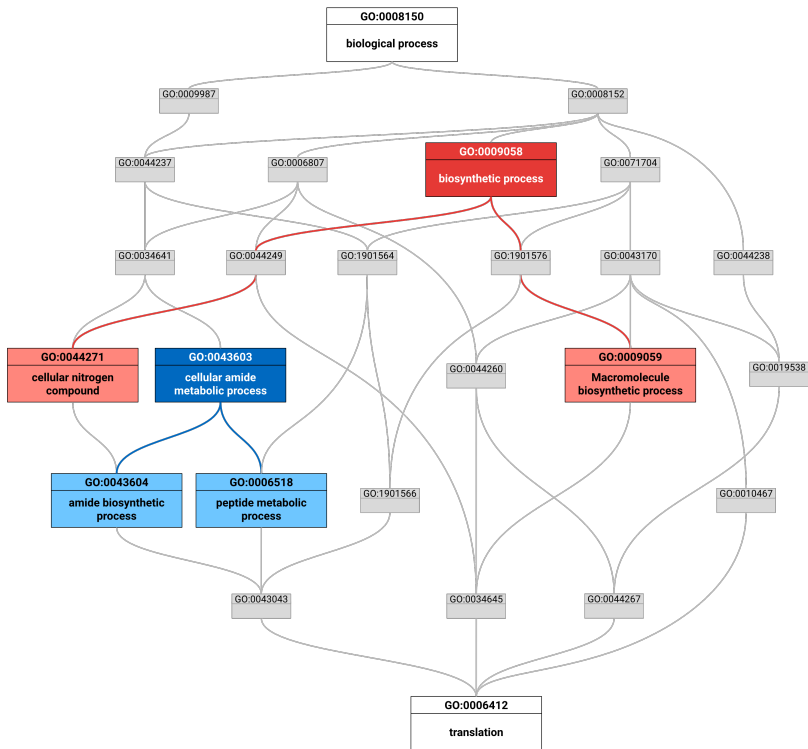 GO:0008150
biological process
GO:0009987
GO:0008152
GO:0044237
GO:0006807
GO:0009058
biosynthetic process
GO:0071704
GO:0034641
GO:0044249
GO:1901564
GO:1901576
GO:0043170
GO:0044238
GO:0044271
cellular nitrogen
compound
GO:0043603
cellular amide
metabolic process
GO:0044260
GO:0009059
Macromolecule
biosynthetic process
GO:0019538
GO:0043604
amide biosynthetic
process
GO:0006518
peptide metabolic
process
GO:1901566
GO:0010467
GO:0043043
GO:0034645
GO:0044267
GO:0006412
translation